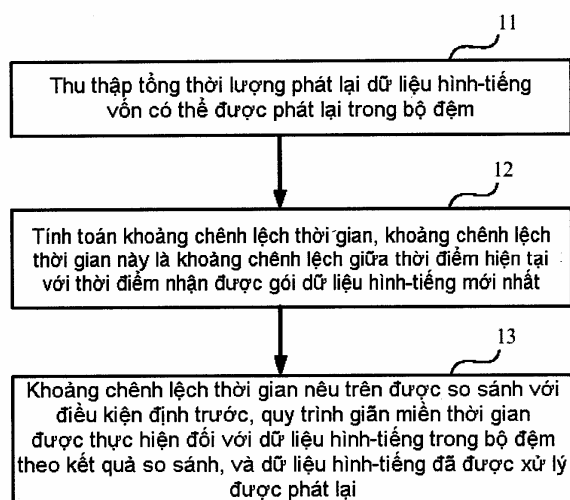 11
Thu thập tổng thời lượng phát lại dữ liệu hình-tiếng
vốn có thể được phát lại trong bộ đệm
12
Tính toán khoảng chênh lệch thời gian, khoảng chênh lệch
thời gian này là khoảng chênh lệch giữa thời điểm hiện tại
với thời điểm nhận được gói dữ liệu hình-tiếng mới nhất
13
Khoảng chênh lệch thời gian nêu trên được so sánh với
điều kiện định trước, quy trình giãn miền thời gian
được thực hiện đối với dữ liệu hình-tiếng trong bộ đệm
theo kết quả so sánh, và dữ liệu hình-tiếng đã được xử lý
được phát lại